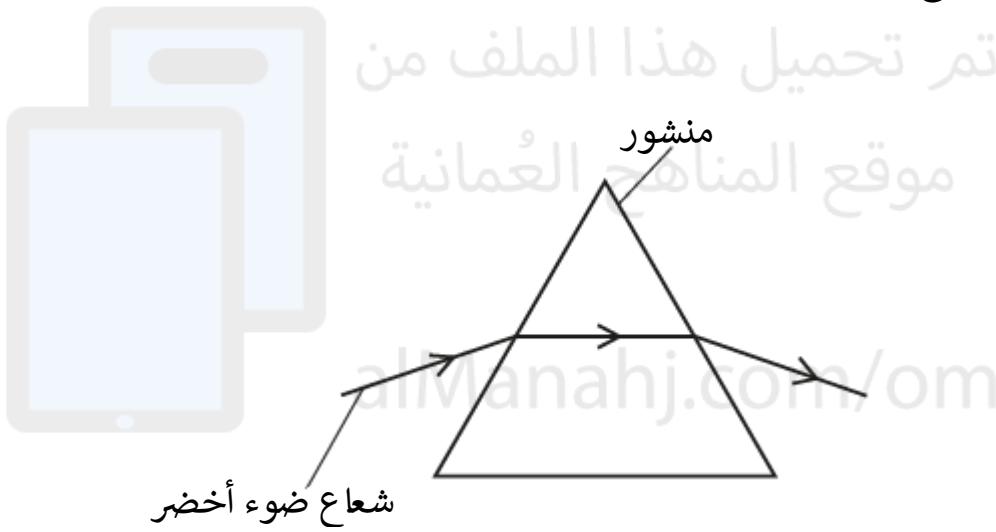 تم تحميل هذا الملف من
موقع المناهج العُمانية
منشور
alManahj.com/om
شعاع ضوء أخضر